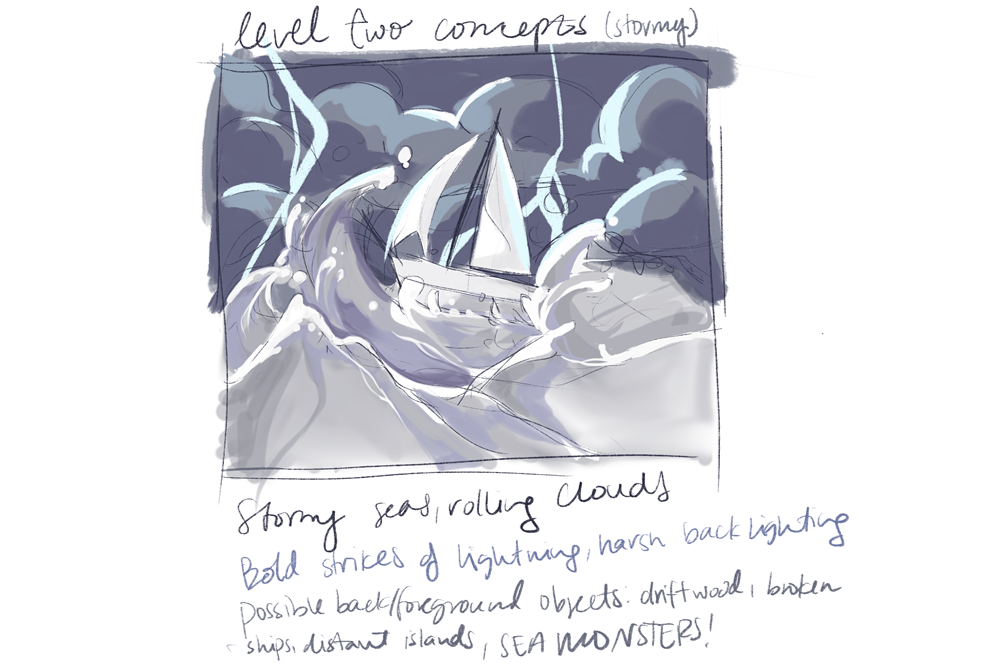 level two concepts (stormy)
Stormy seas, rolling clouds
Bold strikes of lightning, harsh back lighting
possible back/foreground objects: driftwood, broken
ships, distant islands, SEA MONSTERS!